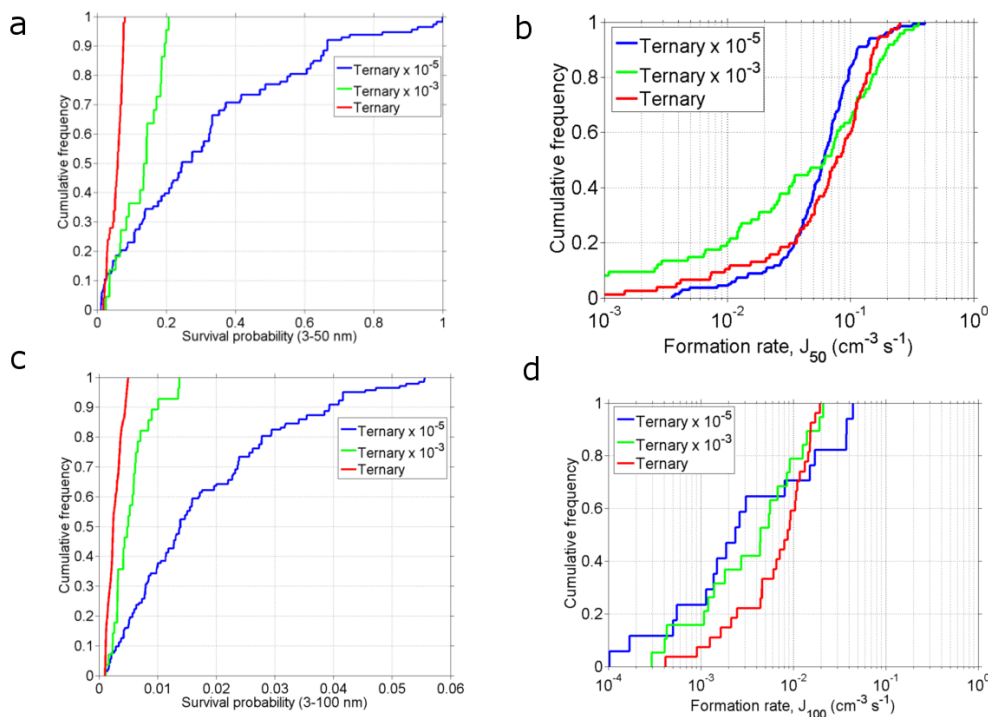 a
1
0.9
0.8
0.7
0.6
0.5
0.4
0.3
0.2
0.1
0
Cumulative frequency
Ternary x 10-5
Ternary x 10-3
Ternary
0 0.2 0.4 0.6 0.8 1
Survival probability (3-50 nm)
b
1
0.8
0.6
0.4
0.2
0
Cumulative frequency
Ternary x 10-5
Ternary x 10-3
Ternary
10-3 10-2 10-1 100
Formation rate, J50 (cm-3 s-1)
c
1
0.9
0.8
0.7
0.6
0.5
0.4
0.3
0.2
0.1
0
Cumulative frequency
Ternary x 10-5
Ternary x 10-3
Ternary
0 0.01 0.02 0.03 0.04 0.05 0.06
Survival probability (3-100 nm)
d
1
0.8
0.6
0.4
0.2
0
Cumulative frequency
Ternary x 10-5
Ternary x 10-3
Ternary
10-4 10-3 10-2 10-1 100
Formation rate, J100 (cm-3 s-1)